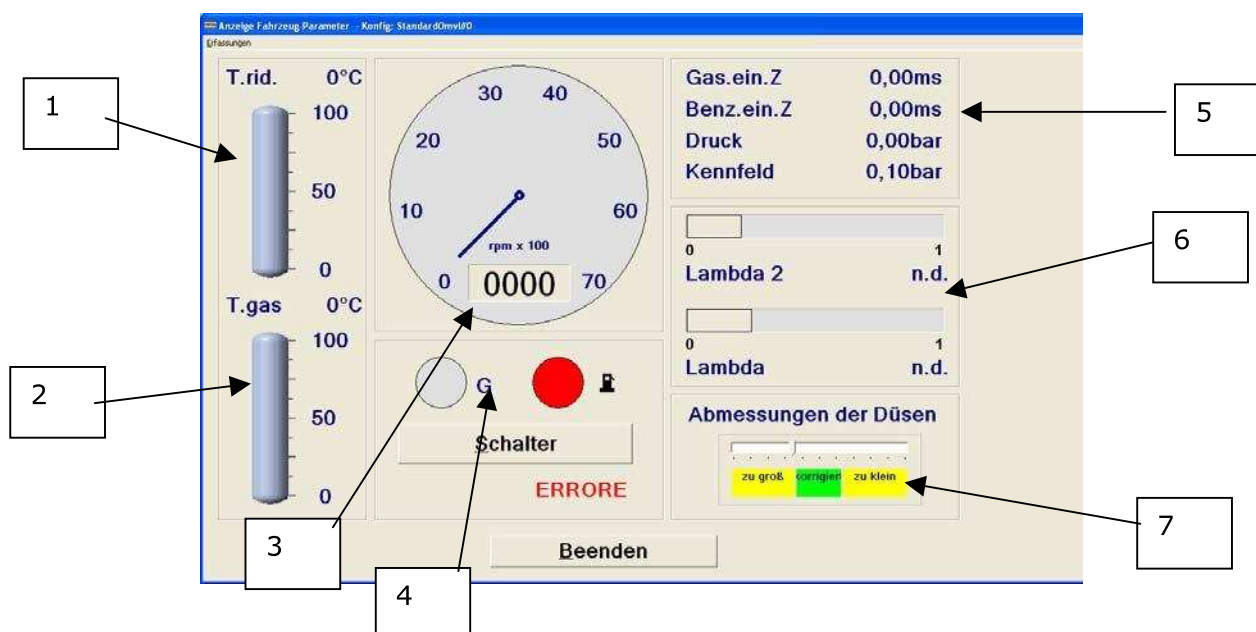 Anzeige Fahrzeug-Parameter - Konfig: StandardOmvl#0
Erfassungen
T.rid. 0°C
100
50
0
T.gas 0°C
100
50
0
30 40
20 50
10 60
rpm x 100
0 0000 70
G
Schalter
ERRORE
Beenden
Gas.ein.Z 0,00ms
Benz.ein.Z 0,00ms
Druck 0,00bar
Kennfeld 0,10bar
0 1
Lambda 2 n.d.
0 1
Lambda n.d.
Abmessungen der Düsen
zu groß korrigiert zu klein
1
2
3
4
5
6
7